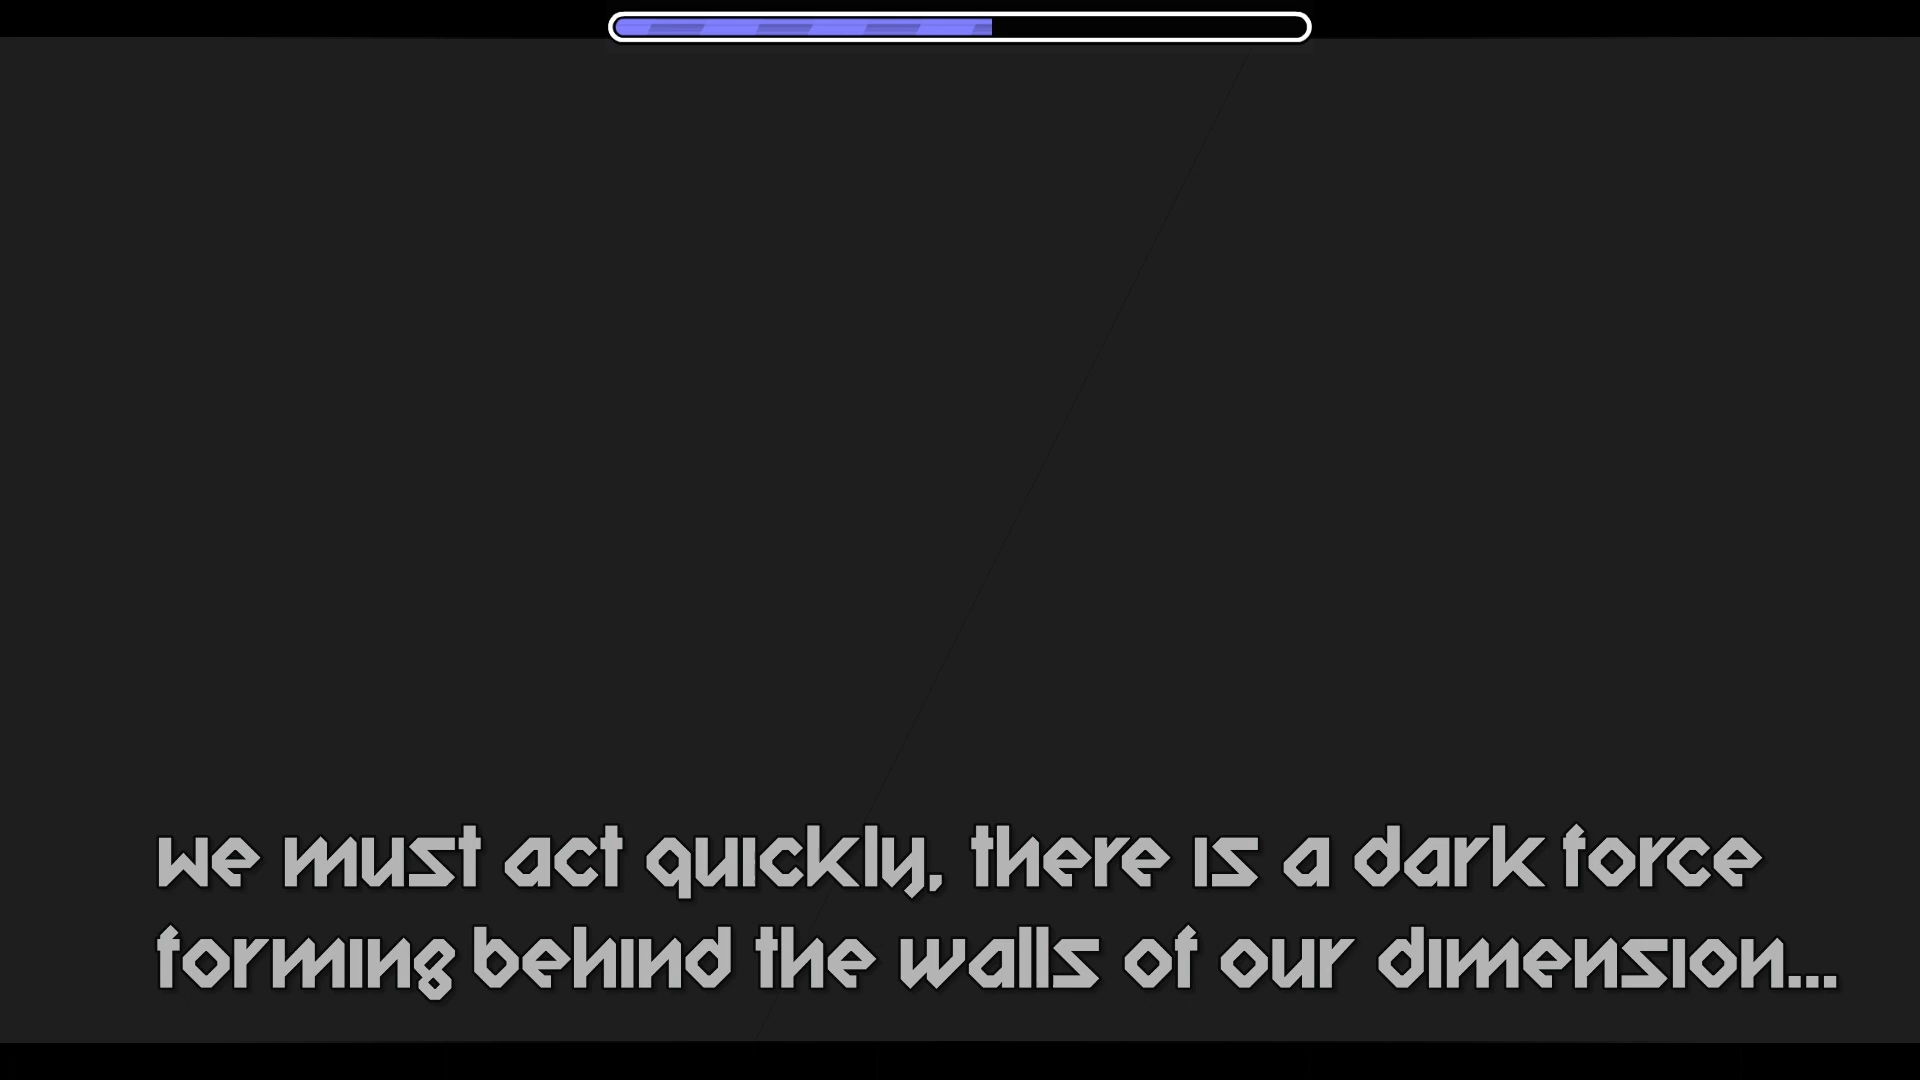 we must act quickly, there is a dark force
forming behind the walls of our dimension...